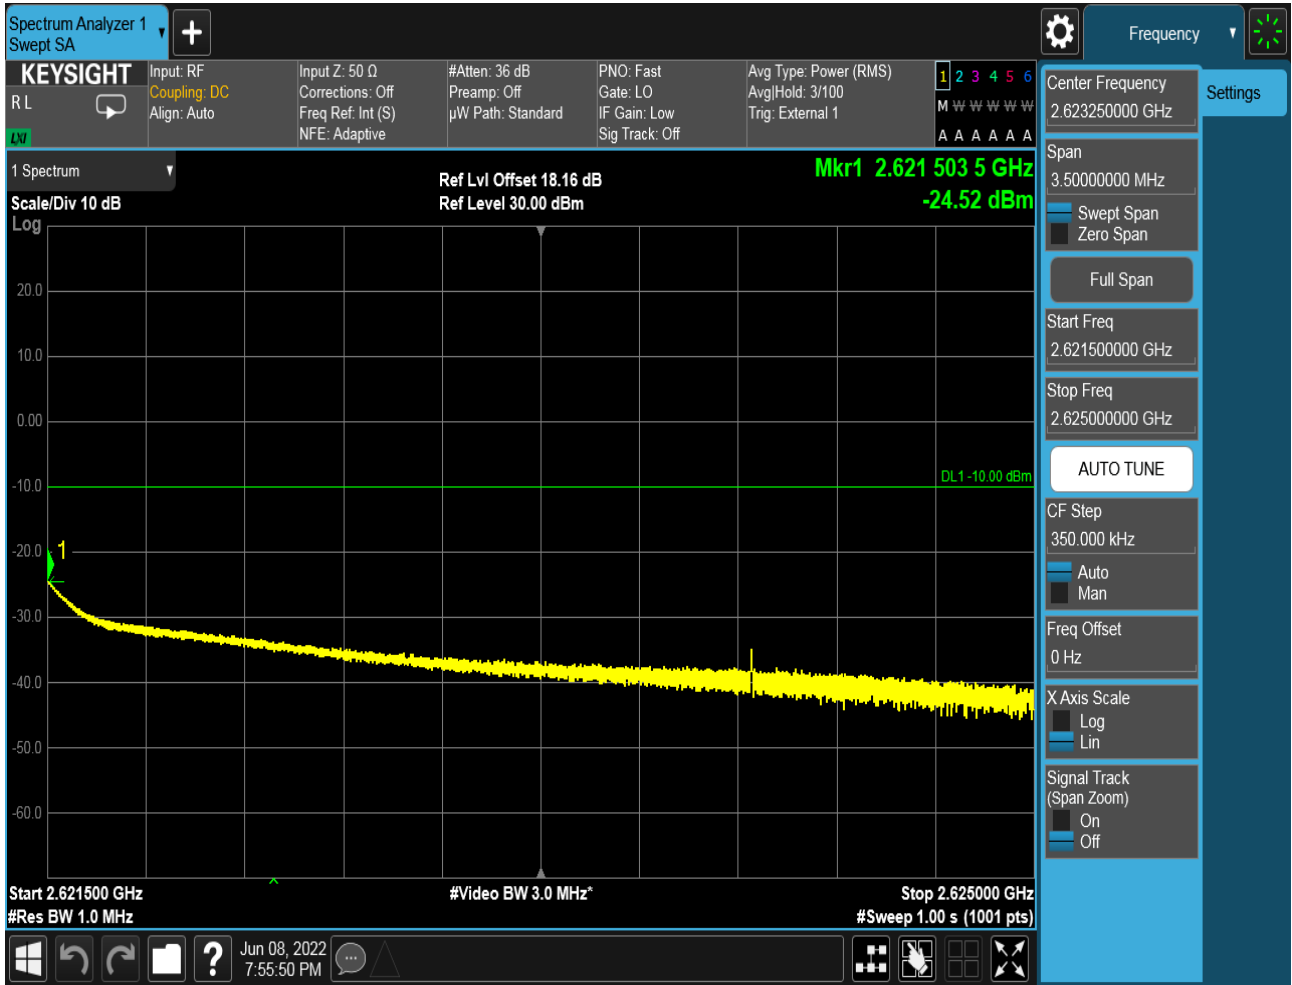 Spectrum Analyzer 1
Swept SA
Frequency
KEYSIGHT
R L
LXI
Input: RF
Coupling: DC
Align: Auto
Input Z: 50 Ω
Corrections: Off
Freq Ref: Int (S)
NFE: Adaptive
#Atten: 36 dB
Preamp: Off
µW Path: Standard
PNO: Fast
Gate: LO
IF Gain: Low
Sig Track: Off
Avg Type: Power (RMS)
Avg|Hold: 3/100
Trig: External 1
1 2 3 4 5 6
M W W W W W
A A A A A A
1 Spectrum
Scale/Div 10 dB
Log
Ref Lvl Offset 18.16 dB
Ref Level 30.00 dBm
Mkr1 2.621 503 5 GHz
-24.52 dBm
20.0
10.0
0.00
-10.0
-20.0
-30.0
-40.0
-50.0
-60.0
DL1 -10.00 dBm
1
Start 2.621500 GHz
#Res BW 1.0 MHz
#Video BW 3.0 MHz*
Stop 2.625000 GHz
#Sweep 1.00 s (1001 pts)
Jun 08, 2022
7:55:50 PM
?
Center Frequency
2.623250000 GHz
Span
3.50000000 MHz
Swept Span
Zero Span
Full Span
Start Freq
2.621500000 GHz
Stop Freq
2.625000000 GHz
AUTO TUNE
CF Step
350.000 kHz
Auto
Man
Freq Offset
0 Hz
X Axis Scale
Log
Lin
Signal Track
(Span Zoom)
On
Off
Settings